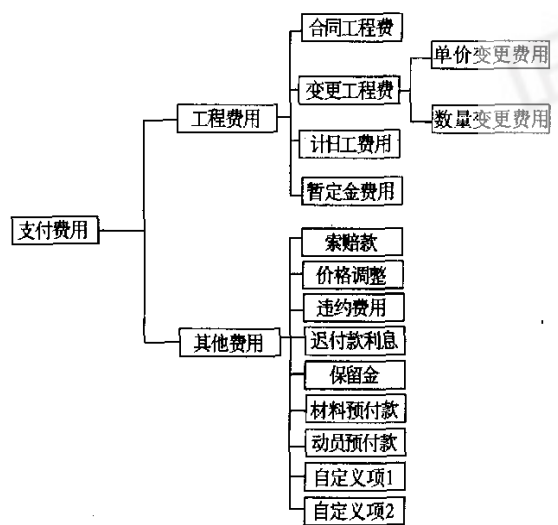 支付费用
工程费用
合同工程费
变更工程费
单价变更费用
数量变更费用
计日工费用
暂定金费用
其他费用
索赔款
价格调整
违约费用
迟付款利息
保留金
材料预付款
动员预付款
自定义项1
自定义项2